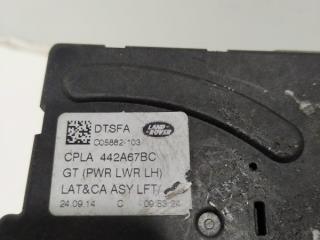 DTSFA
LAND ROVER
C05882-103
CPLA 442A67BC
GT (PWR LWR LH)
LAT&CA ASY LFT/
24.09.14 C 09:53:24